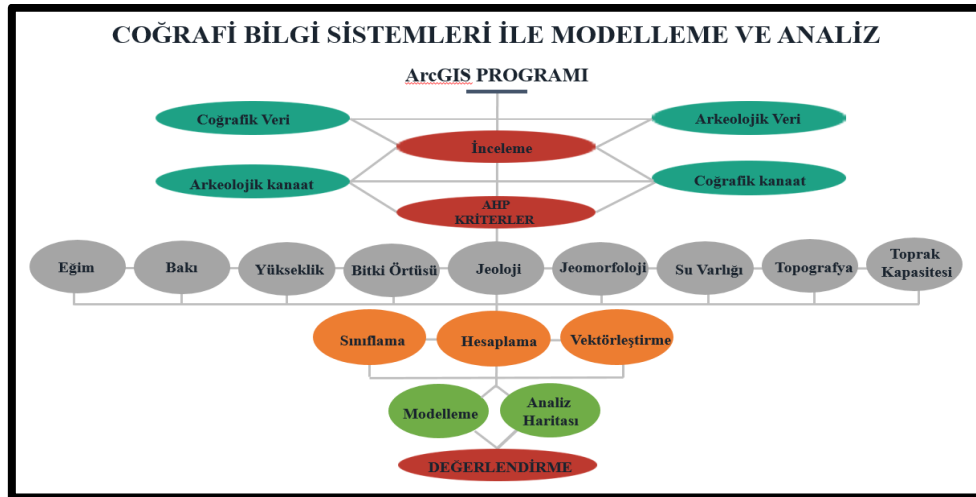 COĞRAFİ BİLGİ SİSTEMLERİ İLE MODELLEME VE ANALİZ
ArcGIS PROGRAMI
Coğrafik Veri
Arkeolojik Veri
İnceleme
Arkeolojik kanaat
Coğrafik kanaat
AHP
KRİTERLER
Eğim
Bakı
Yükseklik
Bitki Örtüsü
Jeoloji
Jeomorfoloji
Su Varlığı
Topografya
Toprak
Kapasitesi
Sınıflama
Hesaplama
Vektörleştirme
Modelleme
Analiz
Haritası
DEĞERLENDİRME